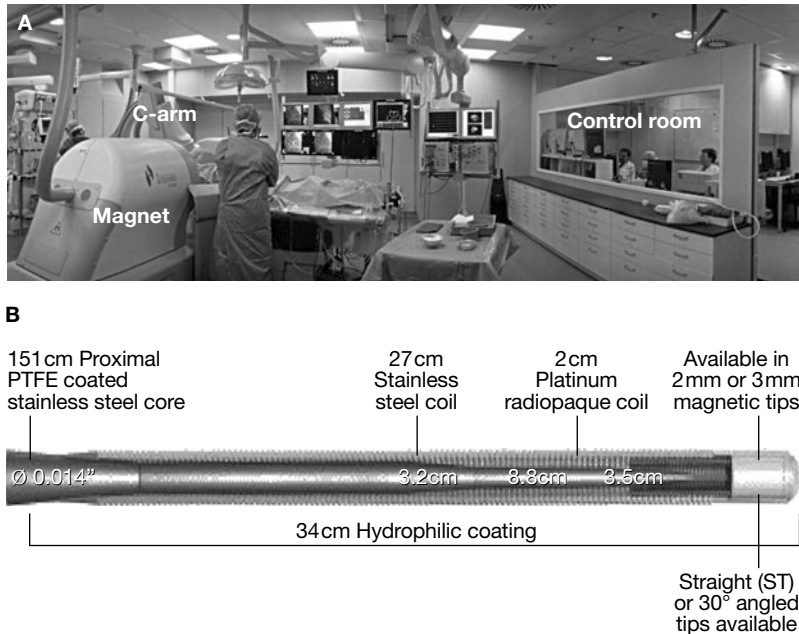 A
C-arm
Control room
Magnet
B
151 cm Proximal
PTFE coated
stainless steel core
27 cm
Stainless
steel coil
2 cm
Platinum
radiopaque coil
Available in
2 mm or 3 mm
magnetic tips
Ø 0.014"
3.2cm
8.8cm
3.5cm
34 cm Hydrophilic coating
Straight (ST)
or 30° angled
tips available